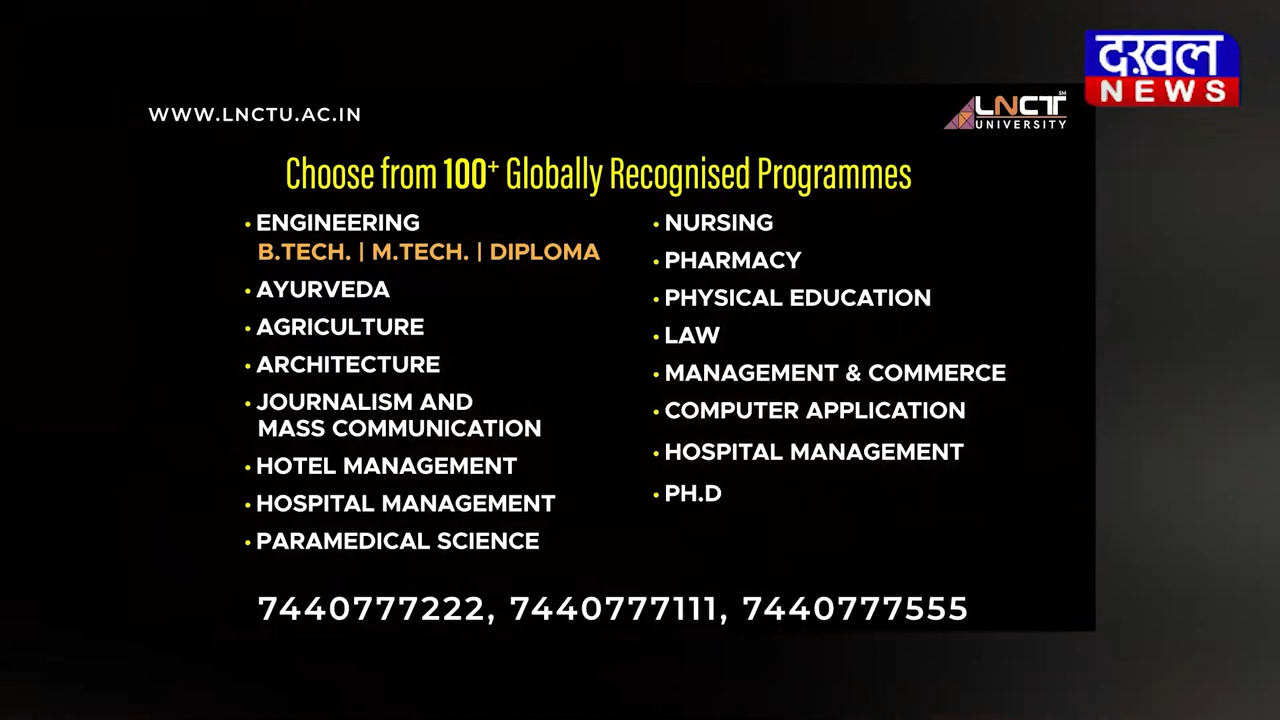 दख़ल
NEWS
WWW.LNCTU.AC.IN
LNCT SM
UNIVERSITY
Choose from 100+ Globally Recognised Programmes
• ENGINEERING
B.TECH. | M.TECH. | DIPLOMA
• AYURVEDA
• AGRICULTURE
• ARCHITECTURE
• JOURNALISM AND
MASS COMMUNICATION
• HOTEL MANAGEMENT
• HOSPITAL MANAGEMENT
• PARAMEDICAL SCIENCE
• NURSING
• PHARMACY
• PHYSICAL EDUCATION
• LAW
• MANAGEMENT & COMMERCE
• COMPUTER APPLICATION
• HOSPITAL MANAGEMENT
• PH.D
7440777222, 7440777111, 7440777555